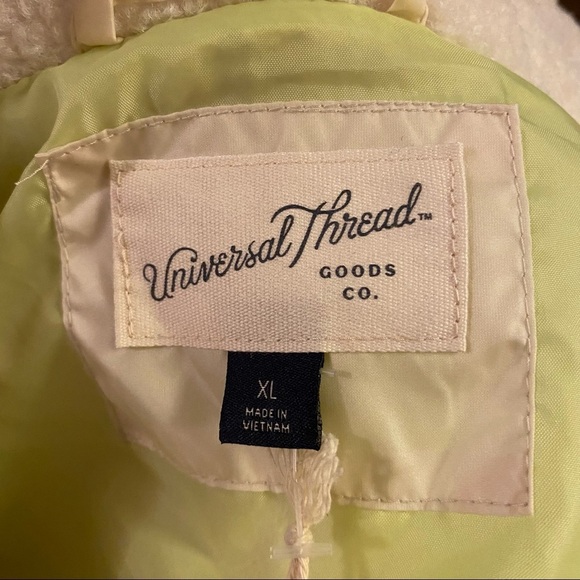 Universal Thread™
GOODS
CO.
XL
MADE IN
VIETNAM